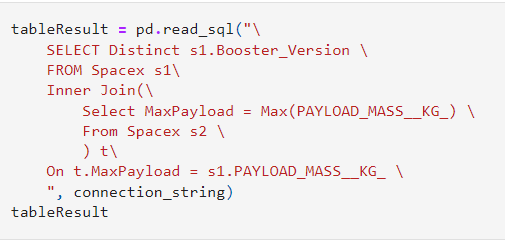 tableResult = pd.read_sql("\
    SELECT Distinct s1.Booster_Version \
    FROM Spacex s1\
    Inner Join(\
        Select MaxPayload = Max(PAYLOAD_MASS__KG_) \
        From Spacex s2 \
        ) t\
    On t.MaxPayload = s1.PAYLOAD_MASS__KG_ \
    ", connection_string)
tableResult